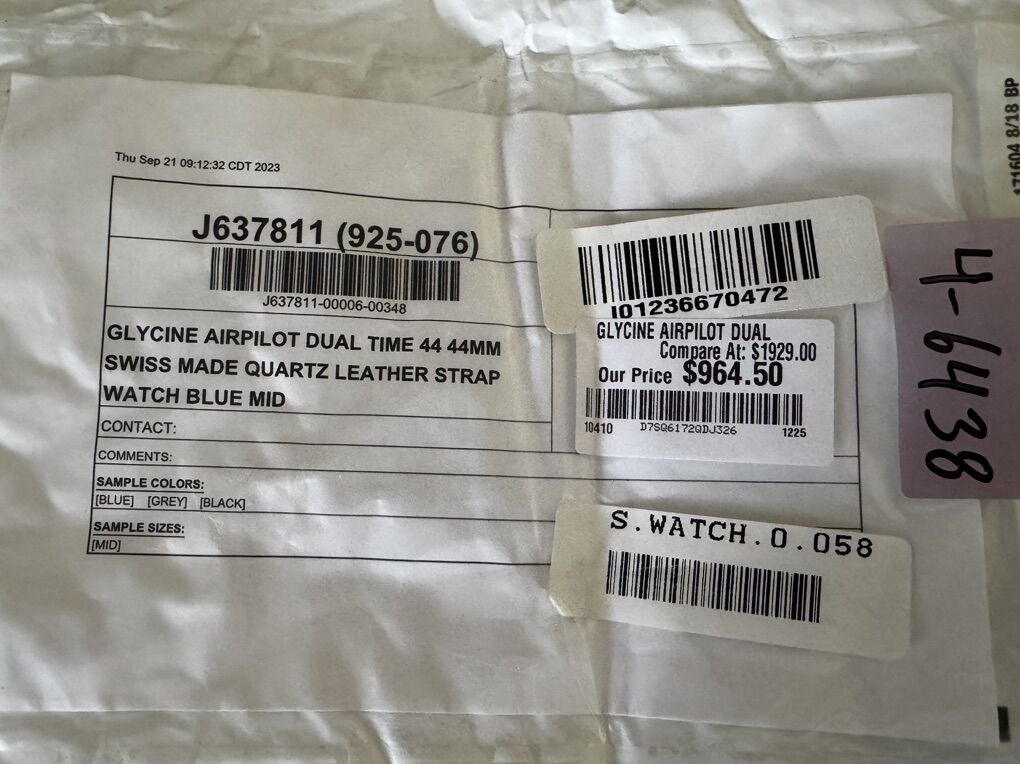 Thu Sep 21 09:12:32 CDT 2023
J637811 (925-076)
J637811-00006-00348
GLYCINE AIRPILOT DUAL TIME 44 44MM
SWISS MADE QUARTZ LEATHER STRAP
WATCH BLUE MID
CONTACT:
COMMENTS:
SAMPLE COLORS:
[BLUE] [GREY] [BLACK]
SAMPLE SIZES:
[MID]
I01236670472
GLYCINE AIRPILOT DUAL
Compare At: $1929.00
Our Price $964.50
10410 D7SQ6172QDJ326 1225
S.WATCH.0.058
4-6438
171604 8/18 BP